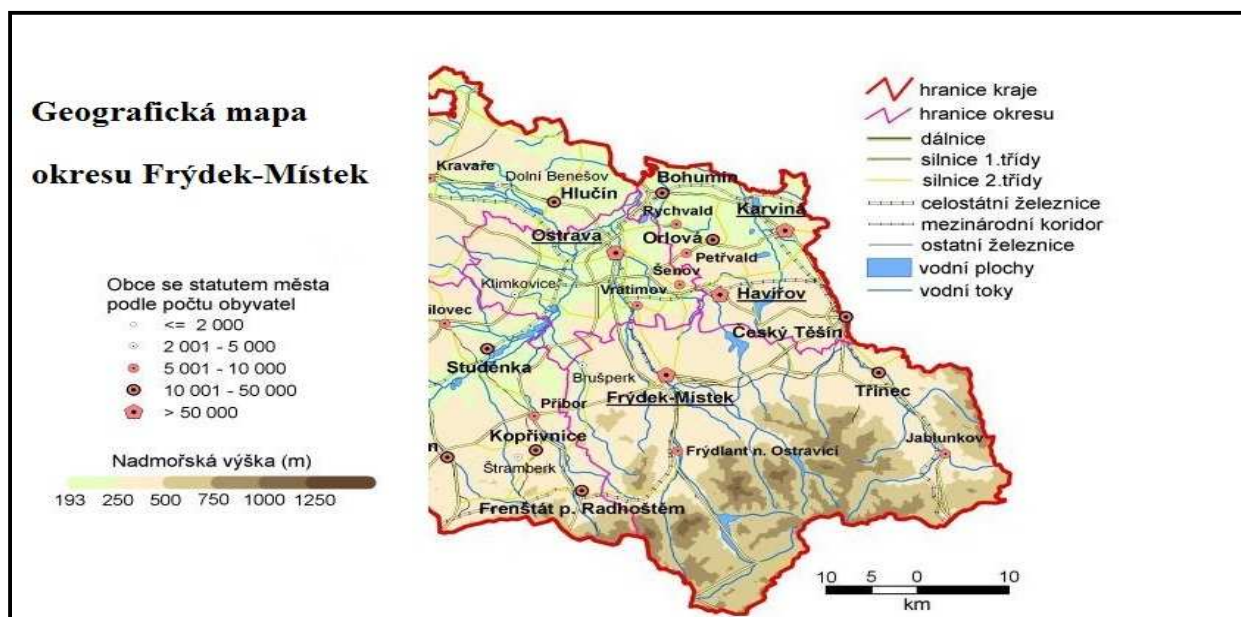 Geografická mapa
okresu Frýdek-Místek
Obce se statutem města
podle počtu obyvatel
<= 2 000
2 001 - 5 000
5 001 - 10 000
10 001 - 50 000
> 50 000
Nadmořská výška (m)
193 250 500 750 1000 1250
Kravaře
Dolní Benešov
Hlučín
Bohumín
Rychvald
Karviná
Ostrava
Orlová
Petřvald
Šenov
Klimkovice
Vratimov
Havířov
ílovec
Český Těšín
Studénka
Brušperk
Třinec
Frýdek-Místek
Příbor
Kopřivnice
Jablunkov
n
Štramberk
Frýdlant n. Ostravicí
Frenštát p. Radhoštěm
hranice kraje
hranice okresu
dálnice
silnice 1.třídy
silnice 2.třídy
celostátní železnice
mezinárodní koridor
ostatní železnice
vodní plochy
vodní toky
10 5 0 10
km